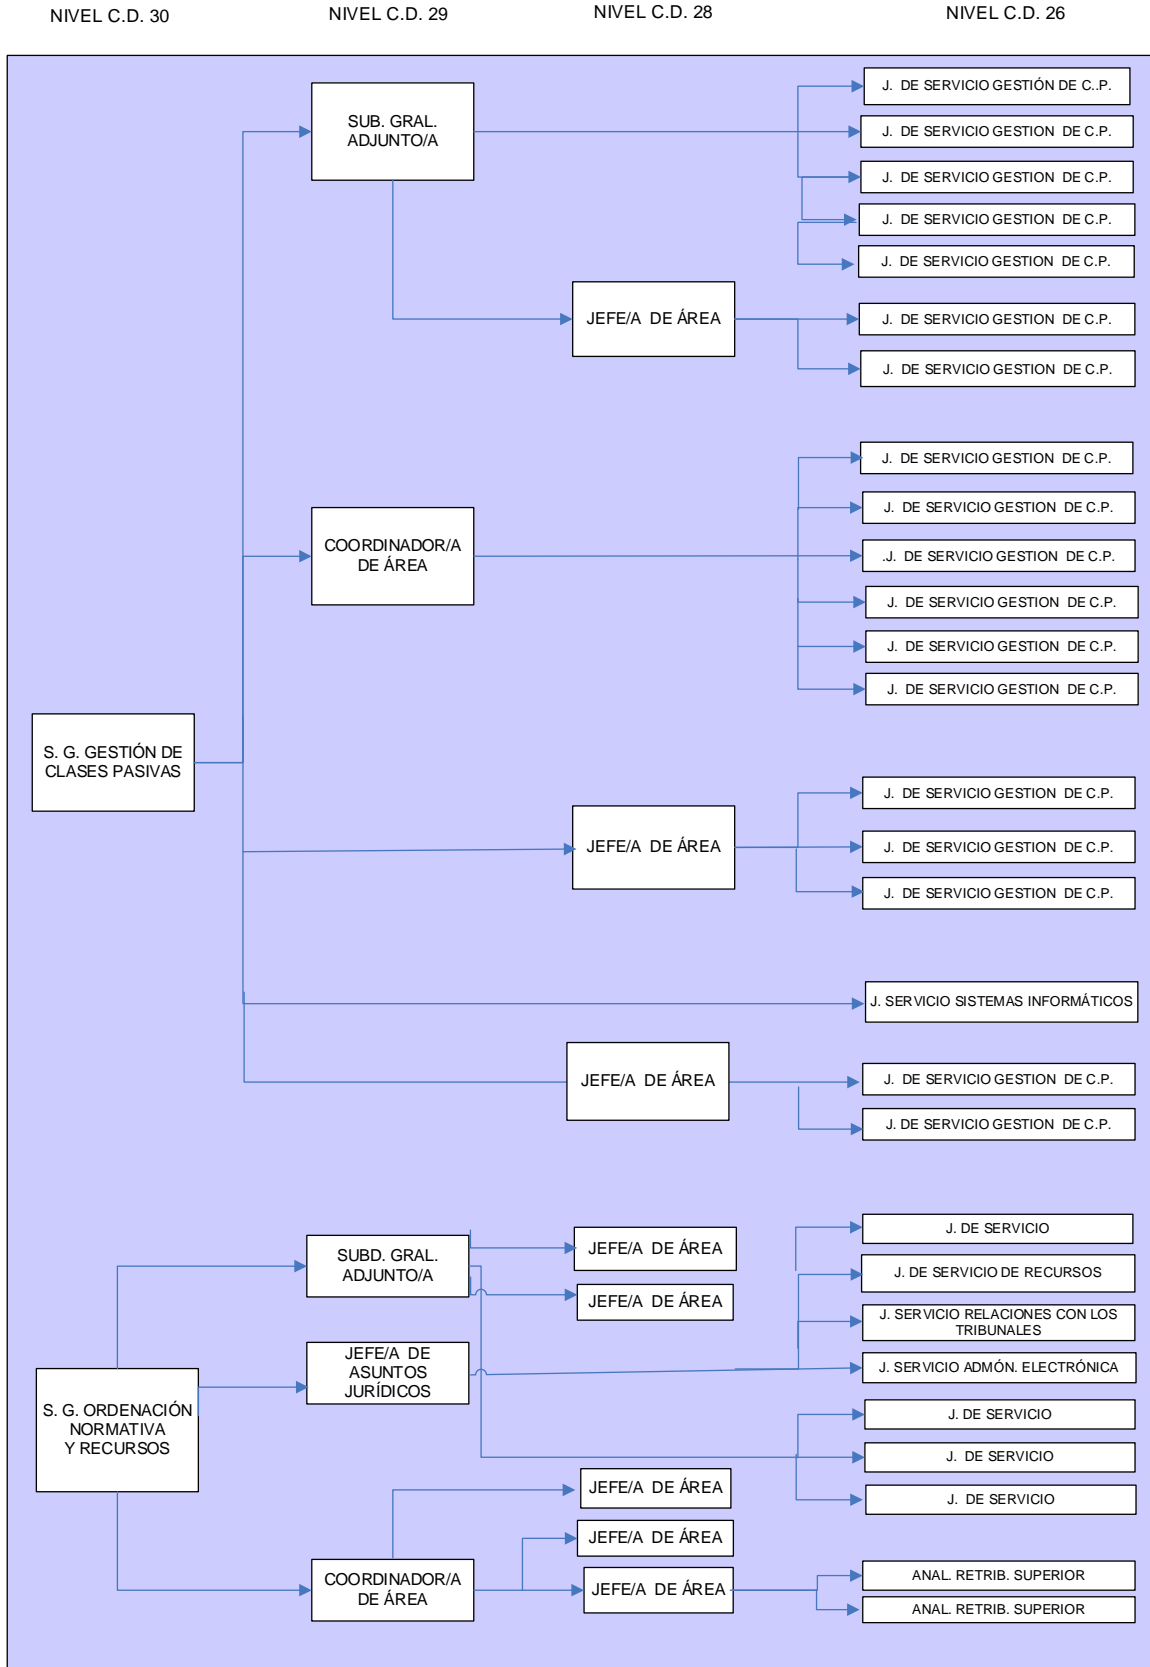 NIVEL C.D. 30
NIVEL C.D. 29
NIVEL C.D. 28
NIVEL C.D. 26
J. DE SERVICIO GESTIÓN DE C..P.
SUB. GRAL.
ADJUNTO/A
J. DE SERVICIO GESTION DE C.P.
J. DE SERVICIO GESTION DE C.P.
J. DE SERVICIO GESTION DE C.P.
J. DE SERVICIO GESTION DE C.P.
JEFE/A DE ÁREA
J. DE SERVICIO GESTION DE C.P.
J. DE SERVICIO GESTION DE C.P.
J. DE SERVICIO GESTION DE C.P.
J. DE SERVICIO GESTION DE C.P.
COORDINADOR/A
DE ÁREA
.J. DE SERVICIO GESTION DE C.P.
J. DE SERVICIO GESTION DE C.P.
J. DE SERVICIO GESTION DE C.P.
J. DE SERVICIO GESTION DE C.P.
S. G. GESTIÓN DE
CLASES PASIVAS
J. DE SERVICIO GESTION DE C.P.
JEFE/A DE ÁREA
J. DE SERVICIO GESTION DE C.P.
J. DE SERVICIO GESTION DE C.P.
J. SERVICIO SISTEMAS INFORMÁTICOS
JEFE/A DE ÁREA
J. DE SERVICIO GESTION DE C.P.
J. DE SERVICIO GESTION DE C.P.
J. DE SERVICIO
SUBD. GRAL.
ADJUNTO/A
JEFE/A DE ÁREA
J. DE SERVICIO DE RECURSOS
JEFE/A DE ÁREA
J. SERVICIO RELACIONES CON LOS
TRIBUNALES
JEFE/A DE
ASUNTOS
JURÍDICOS
J. SERVICIO ADMÓN. ELECTRÓNICA
S. G. ORDENACIÓN
NORMATIVA
Y RECURSOS
J. DE SERVICIO
J. DE SERVICIO
JEFE/A DE ÁREA
J. DE SERVICIO
JEFE/A DE ÁREA
COORDINADOR/A
DE ÁREA
JEFE/A DE ÁREA
ANAL. RETRIB. SUPERIOR
ANAL. RETRIB. SUPERIOR